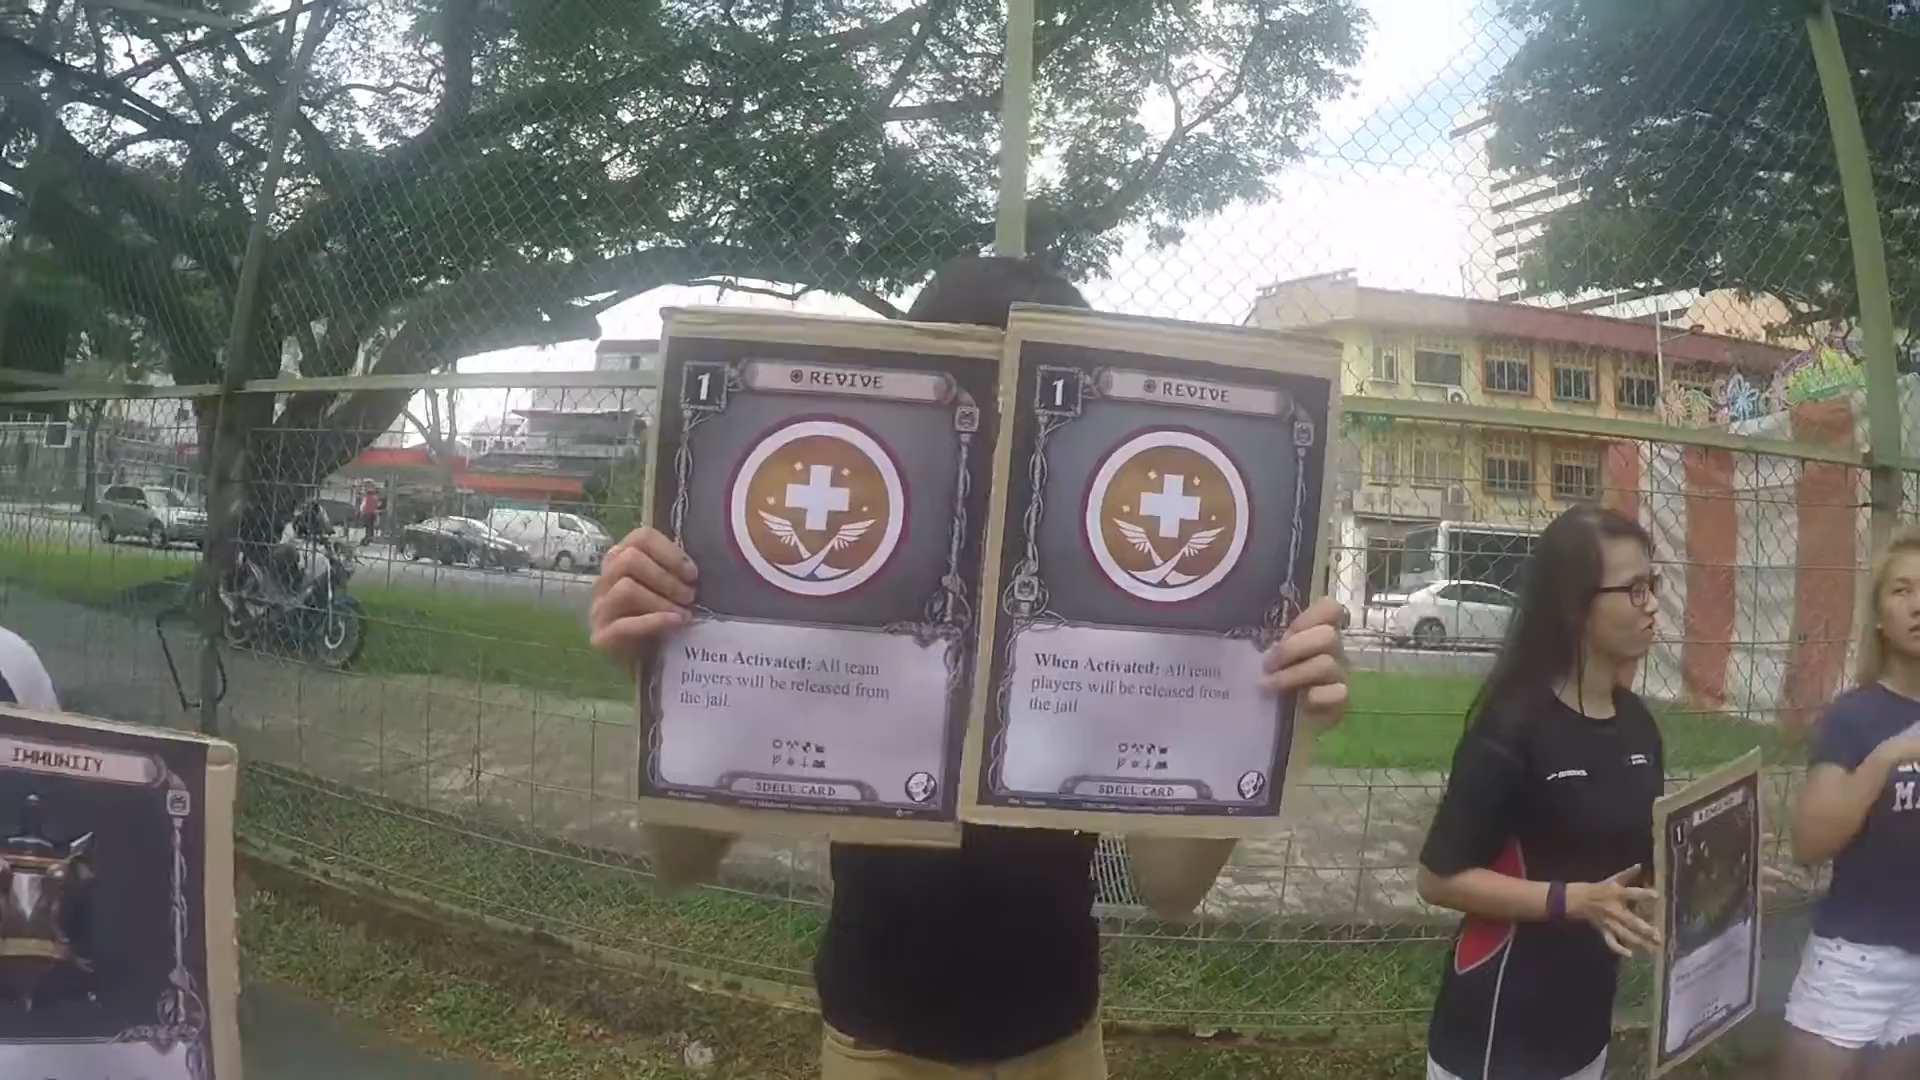 IMMUNITY
1
REVIVE
When Activated: All team
players will be released from
the jail.
SPELL CARD
1
REVIVE
When Activated: All team
players will be released from
the jail
SPELL CARD
1